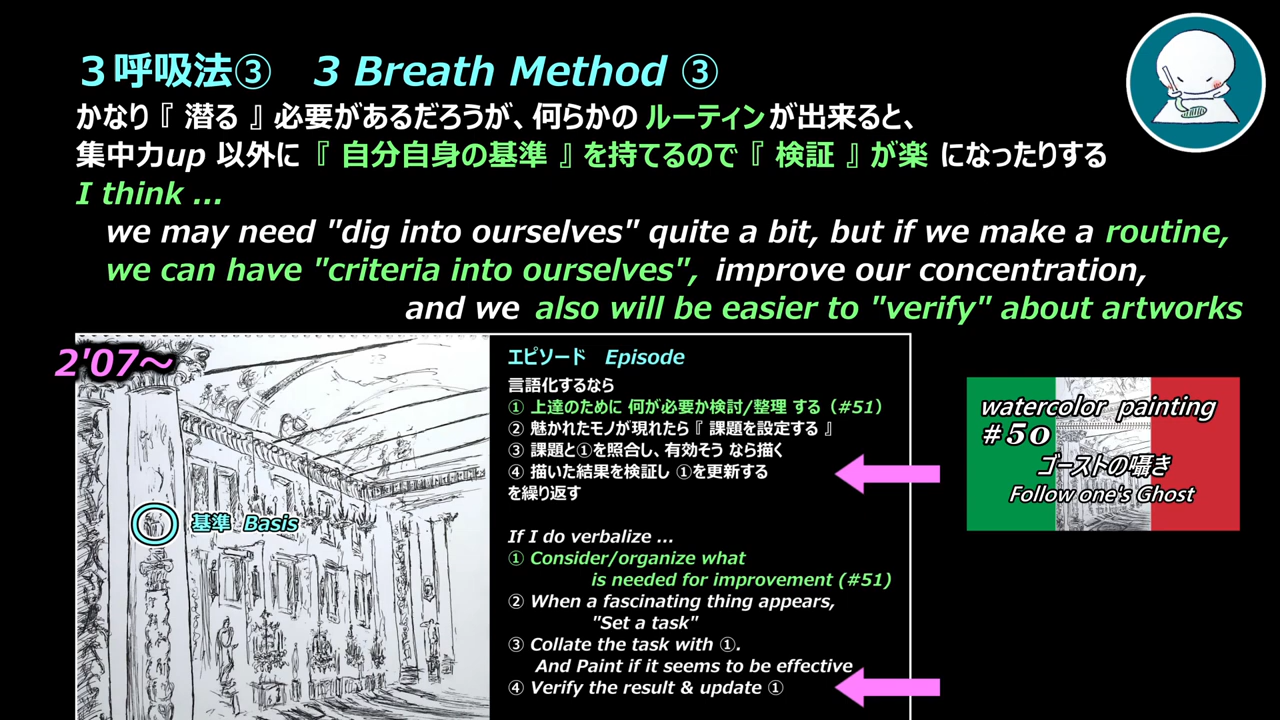 3呼吸法③ 3 Breath Method ③
かなり『 潜る 』必要があるだろうが、何らかの ルーティン が出来ると、
集中力up 以外に 『 自分自身の基準 』を持てるので『 検証 』が楽 になったりする
I think ...
we may need "dig into ourselves" quite a bit, but if we make a routine,
we can have "criteria into ourselves", improve our concentration,
and we also will be easier to "verify" about artworks
2'07～
基準 Basis
エピソード Episode
言語化するなら
① 上達のために 何が必要か検討/整理 する（#51）
② 魅かれたモノが現れたら『 課題を設定する 』
③ 課題と①を照合し、有効そう なら描く
④ 描いた結果を検証し ①を更新する
を繰り返す
If I do verbalize ...
① Consider/organize what
is needed for improvement (#51)
② When a fascinating thing appears,
"Set a task"
③ Collate the task with ①.
And Paint if it seems to be effective
④ Verify the result & update ①
watercolor painting
#50
ゴーストの囁き
Follow one's Ghost